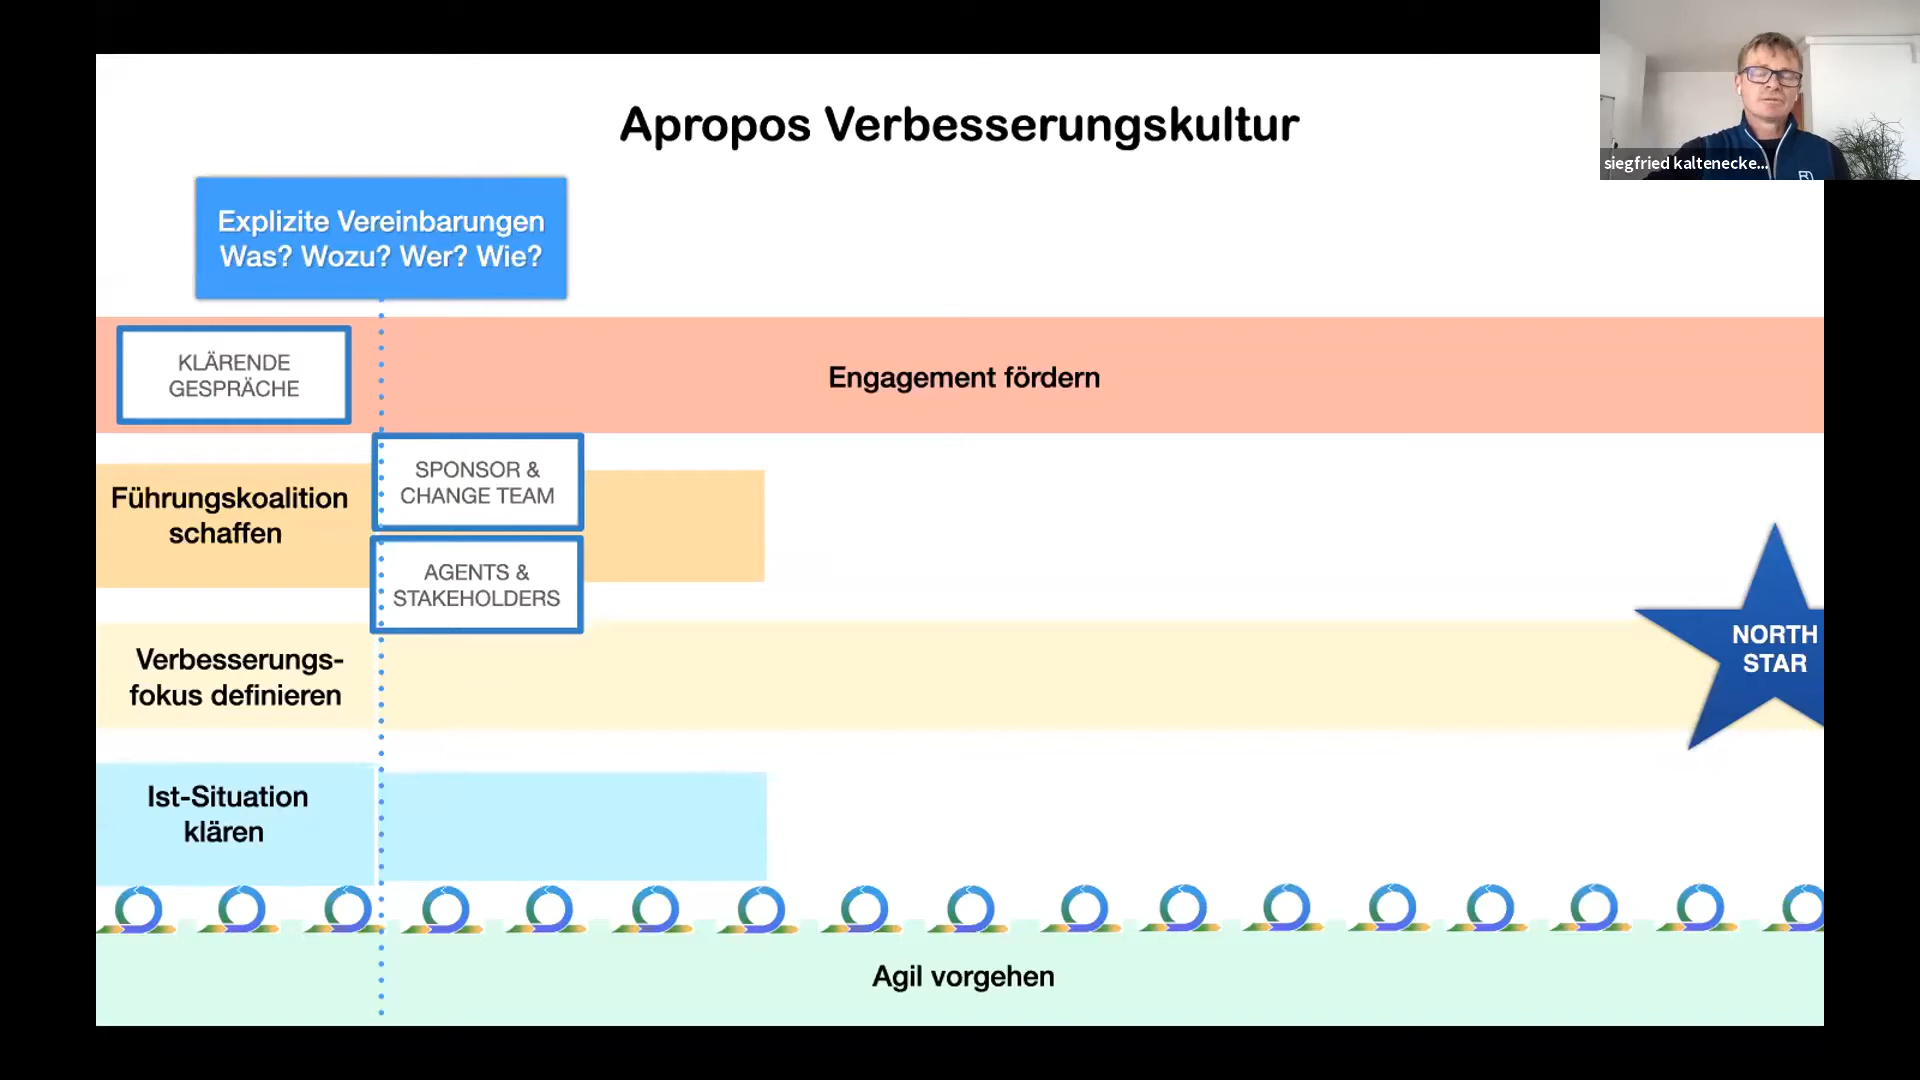 Apropos Verbesserungskultur
siegfried kaltenecke...
Explizite Vereinbarungen
Was? Wozu? Wer? Wie?
KLÄRENDE
GESPRÄCHE
Engagement fördern
SPONSOR &
CHANGE TEAM
Führungskoalition
schaffen
AGENTS &
STAKEHOLDERS
NORTH
STAR
Verbesserungs-
fokus definieren
Ist-Situation
klären
Agil vorgehen